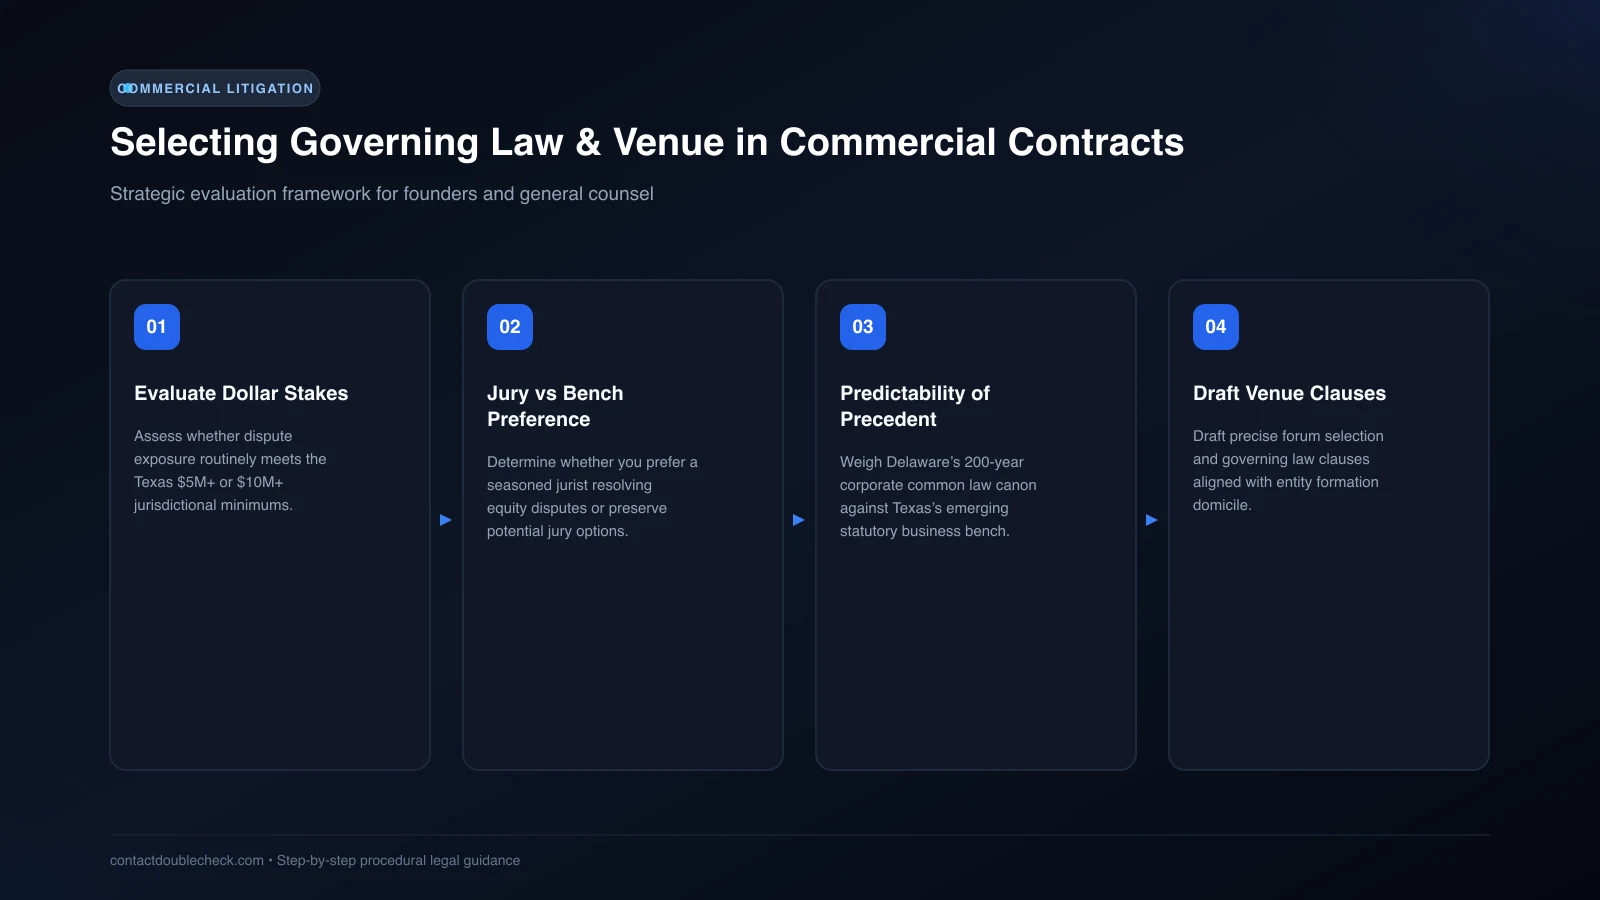 COMMERCIAL LITIGATION
Selecting Governing Law & Venue in Commercial Contracts
Strategic evaluation framework for founders and general counsel
01
Evaluate Dollar Stakes
Assess whether dispute
exposure routinely meets the
Texas $5M+ or $10M+
jurisdictional minimums.
02
Jury vs Bench
Preference
Determine whether you prefer a
seasoned jurist resolving
equity disputes or preserve
potential jury options.
03
Predictability of
Precedent
Weigh Delaware’s 200-year
corporate common law canon
against Texas’s emerging
statutory business bench.
04
Draft Venue Clauses
Draft precise forum selection
and governing law clauses
aligned with entity formation
domicile.
contactdoublecheck.com • Step-by-step procedural legal guidance